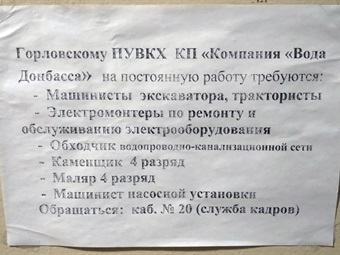 Горловскому ПУВКХ КП «Компания «Вода
Донбасса» на постоянную работу требуются:
- Машинисты экскаватора, трактористы
- Электромонтеры по ремонту и
обслуживанию электрооборудования
- Обходчик водопроводно-канализационной сети
- Каменщик 4 разряд
- Маляр 4 разряд
- Машинист насосной установки
Обращаться: каб. № 20 (служба кадров)